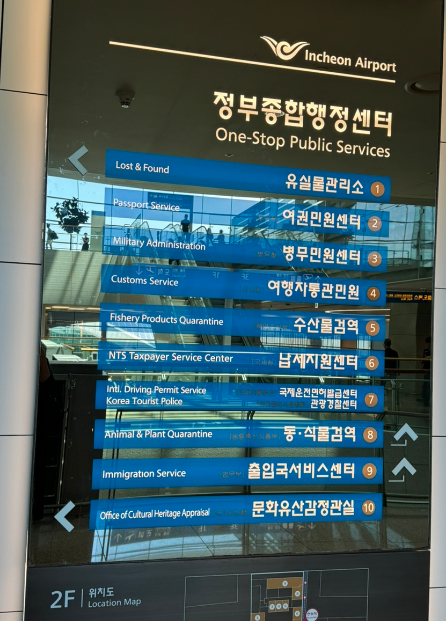 Incheon Airport
정부종합행정센터
One-Stop Public Services
Lost & Found 유실물관리소 1
Passport Service 여권민원센터 2
Military Administration 병무민원센터 3
Customs Service 여행자통관민원 4
Fishery Products Quarantine 수산물검역 5
NTS Taxpayer Service Center 납세지원센터 6
Intl. Driving Permit Service 국제운전면허발급센터 7
Korea Tourist Police 관광경찰센터
Animal & Plant Quarantine 동·식물검역 8
Immigration Service 출입국서비스센터 9
Office of Cultural Heritage Appraisal 문화유산감정관실 10
2F 위치도
Location Map